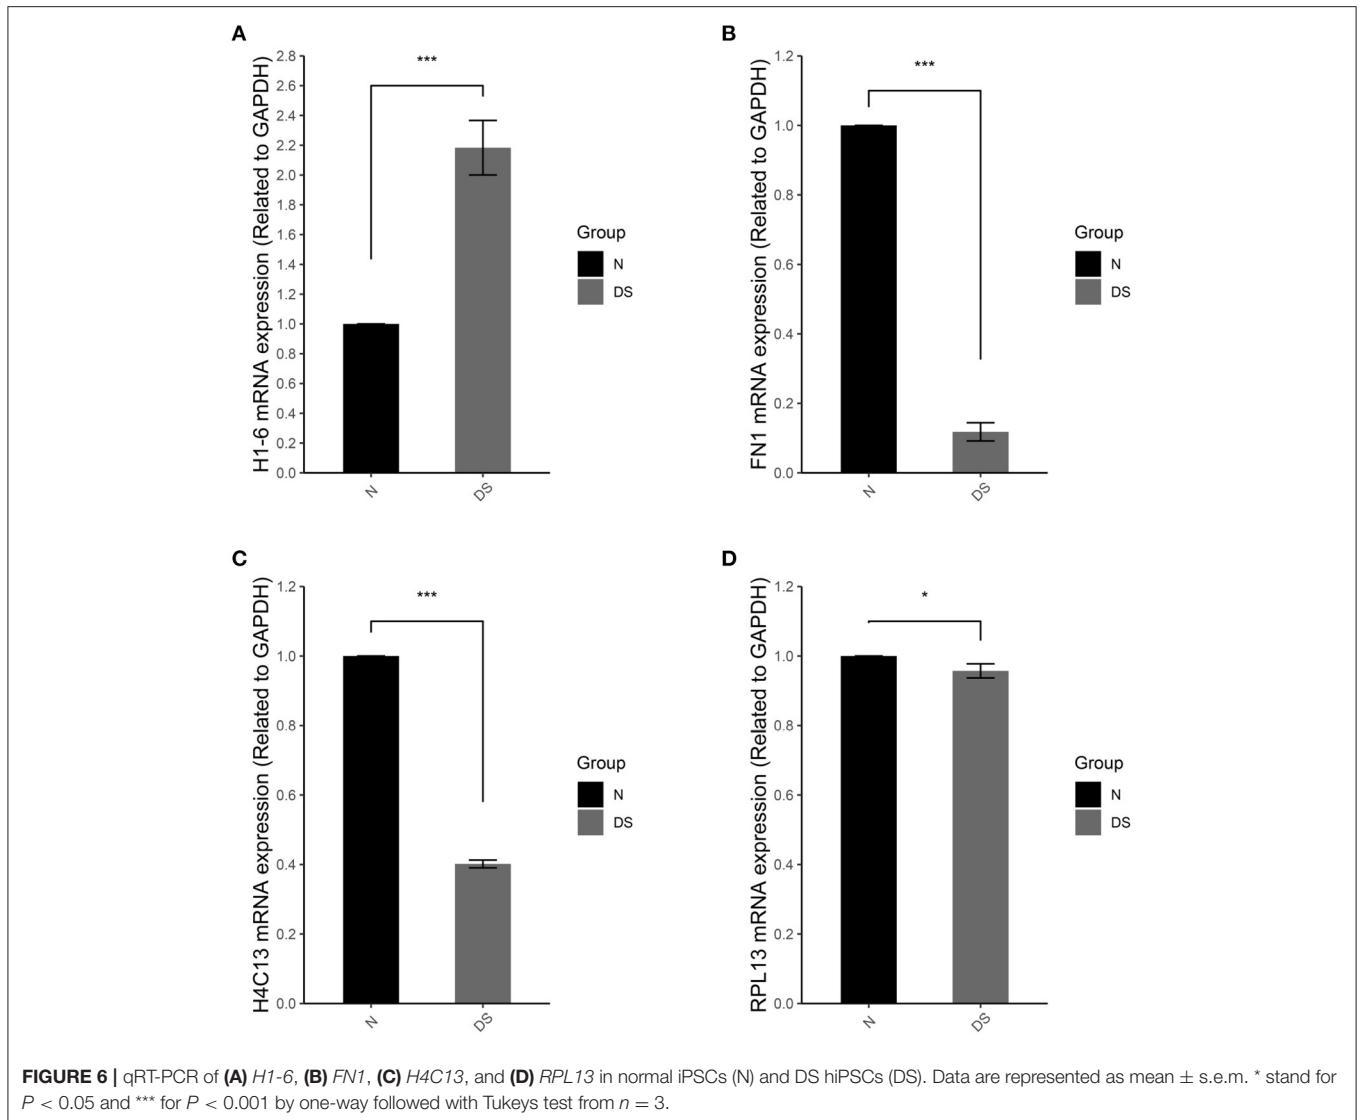 A
***
H1-6 mRNA expression (Related to GAPDH)
2.8
2.6
2.4
2.2
2.0
1.8
1.6
1.4
1.2
1.0
0.8
0.6
0.4
0.2
0.0
N
DS
Group
N
DS
B
***
FN1 mRNA expression (Related to GAPDH)
1.2
1.0
0.8
0.6
0.4
0.2
0.0
N
DS
Group
N
DS
C
***
H4C13 mRNA expression (Related to GAPDH)
1.2
1.0
0.8
0.6
0.4
0.2
0.0
N
DS
Group
N
DS
D
*
RPL13 mRNA expression (Related to GAPDH)
1.2
1.0
0.8
0.6
0.4
0.2
0.0
N
DS
Group
N
DS
FIGURE 6 | qRT-PCR of (A) H1-6, (B) FN1, (C) H4C13, and (D) RPL13 in normal iPSCs (N) and DS hiPSCs (DS). Data are represented as mean ± s.e.m. * stand for
P < 0.05 and *** for P < 0.001 by one-way followed with Tukeys test from n = 3.